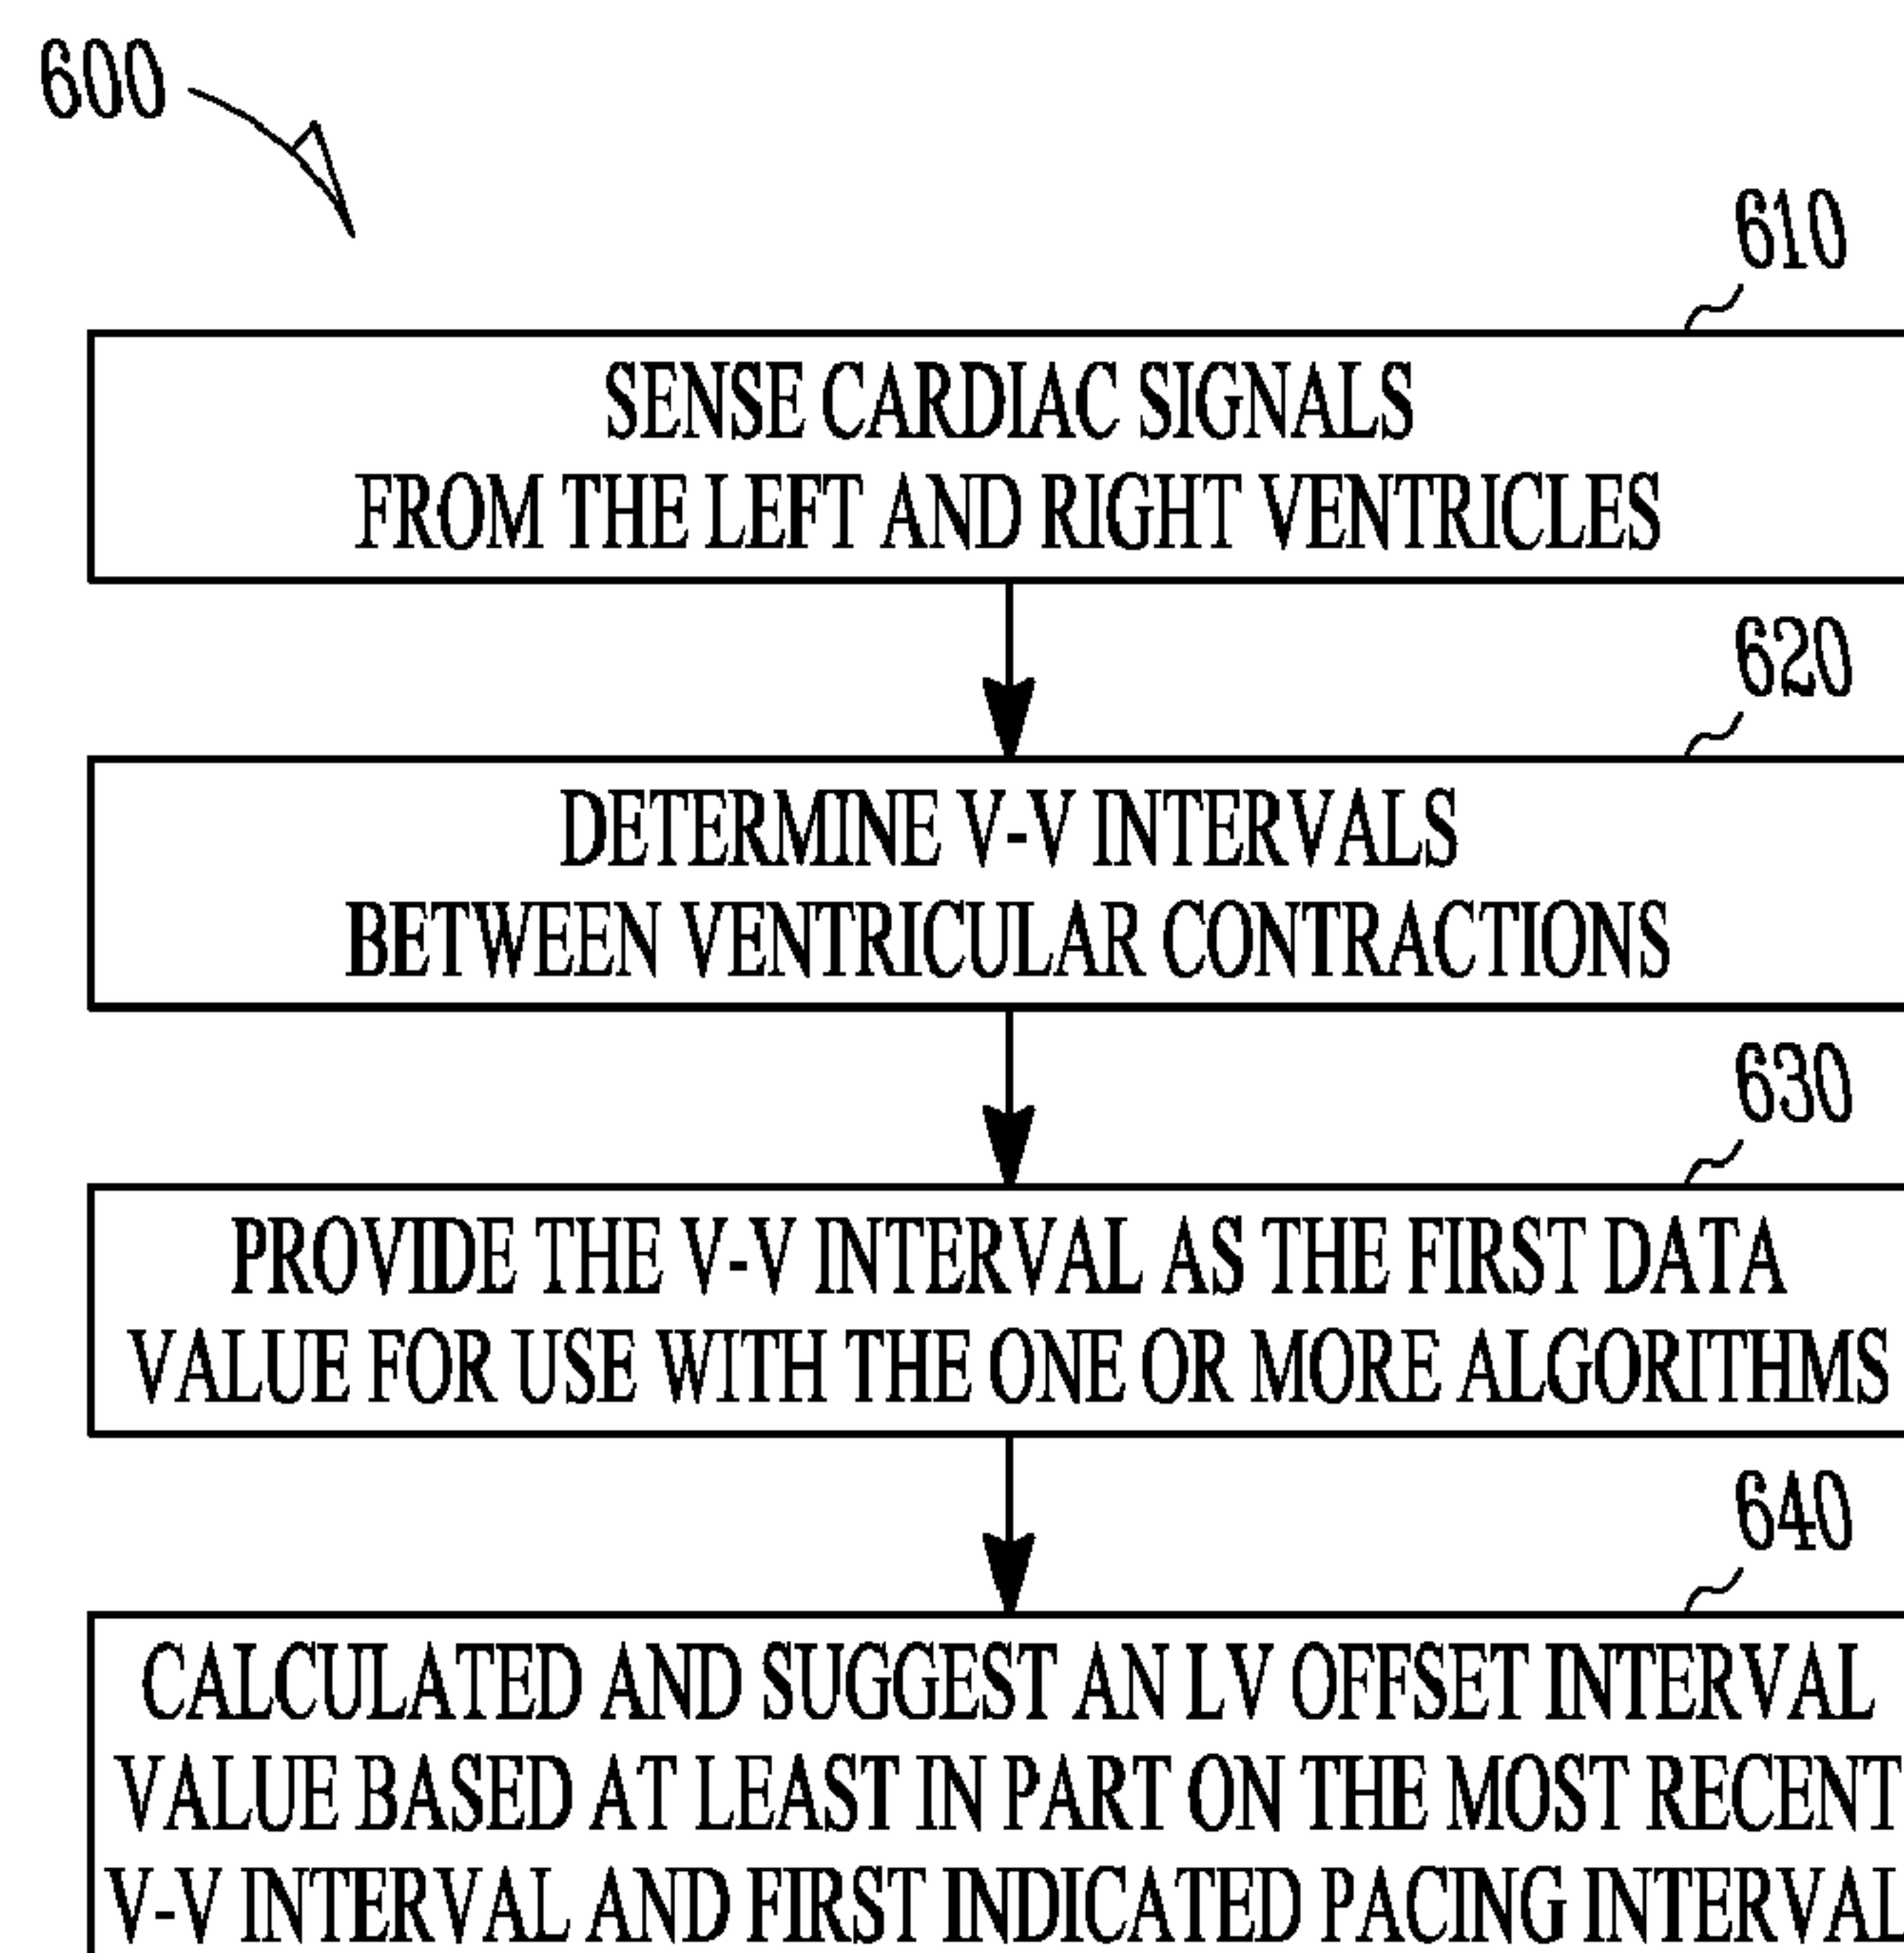 600
610
SENSE CARDIAC SIGNALS
FROM THE LEFT AND RIGHT VENTRICLES
620
DETERMINE V-V INTERVALS
BETWEEN VENTRICULAR CONTRACTIONS
630
PROVIDE THE V-V INTERVAL AS THE FIRST DATA
VALUE FOR USE WITH THE ONE OR MORE ALGORITHMS
640
CALCULATED AND SUGGEST AN LV OFFSET INTERVAL
VALUE BASED AT LEAST IN PART ON THE MOST RECENT
V-V INTERVAL AND FIRST INDICATED PACING INTERVAL